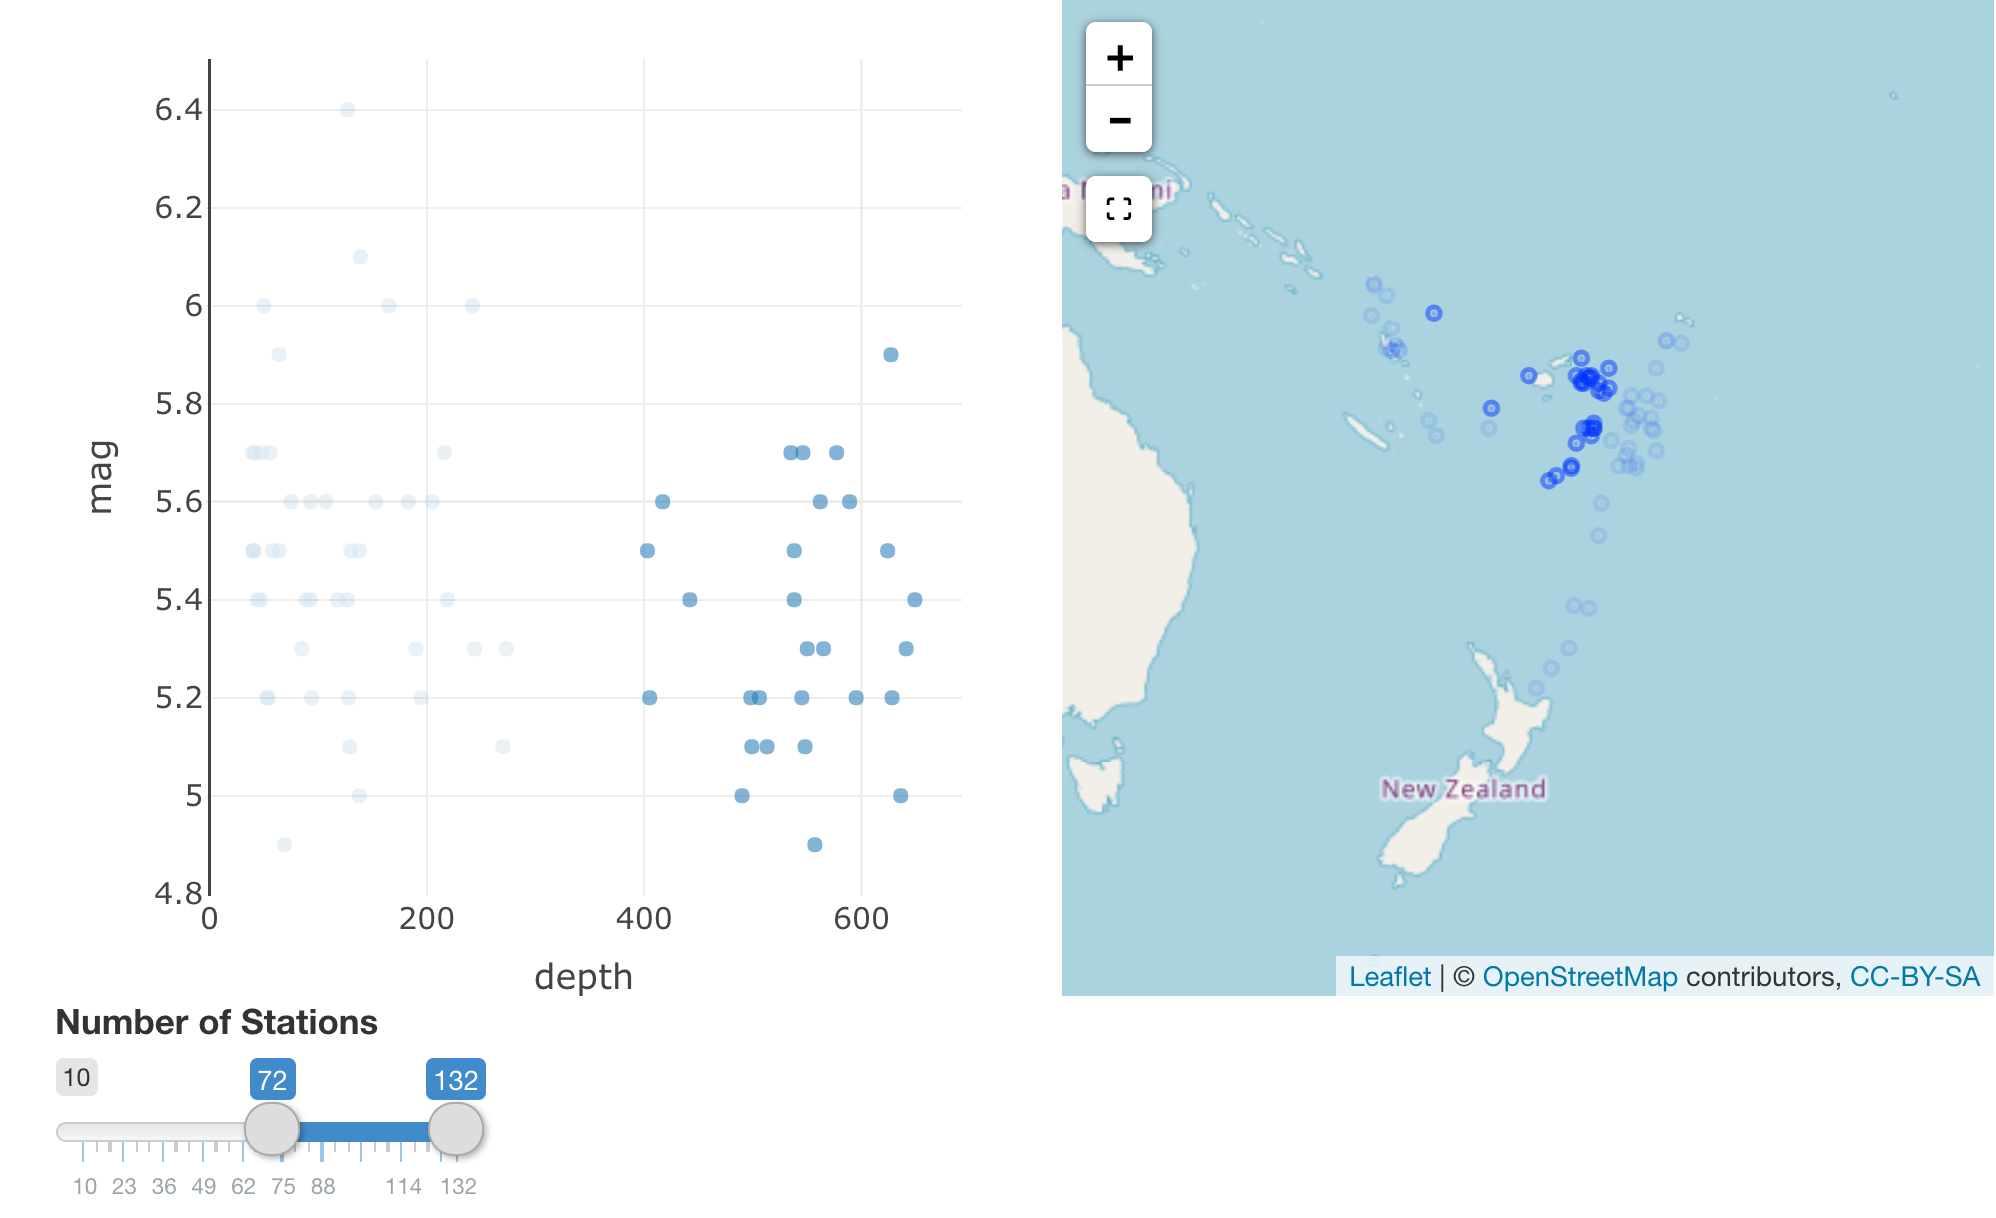 6.4
6.2
6
5.8
5.6
5.4
5.2
5
4.8
mag
0 200 400 600
depth
+
−
New Zealand
Leaflet | © OpenStreetMap contributors, CC-BY-SA
Number of Stations
10 72 132
10 23 36 49 62 75 88 114 132